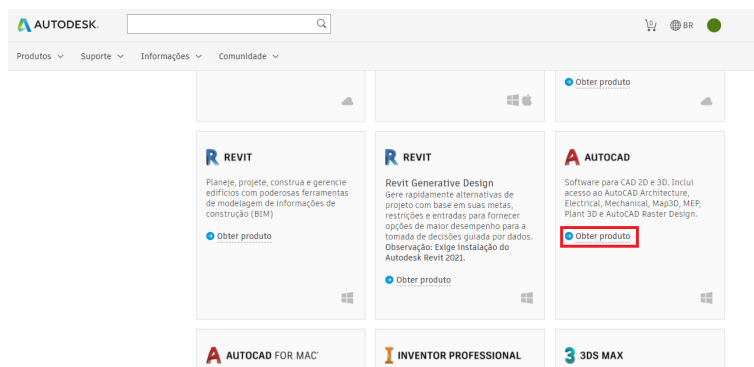 AUTODESK.
0
BR
Produtos
Suporte
Informações
Comunidade
Obter produto
REVIT
Planeje, projete, construa e gerencie
edifícios com poderosas ferramentas
de modelagem de informações de
construção (BIM)
Obter produto
REVIT
Revit Generative Design
Gere rapidamente alternativas de
projeto com base em suas metas,
restrições e entradas para fornecer
opções de maior desempenho para a
tomada de decisões guiada por dados.
Observação: Exige instalação do
Autodesk Revit 2021.
Obter produto
AUTOCAD
Software para CAD 2D e 3D. Inclui
acesso ao AutoCAD Architecture,
Electrical, Mechanical, Map3D, MEP,
Plant 3D e AutoCAD Raster Design.
Obter produto
AUTOCAD FOR MAC®
INVENTOR PROFESSIONAL
3DS MAX